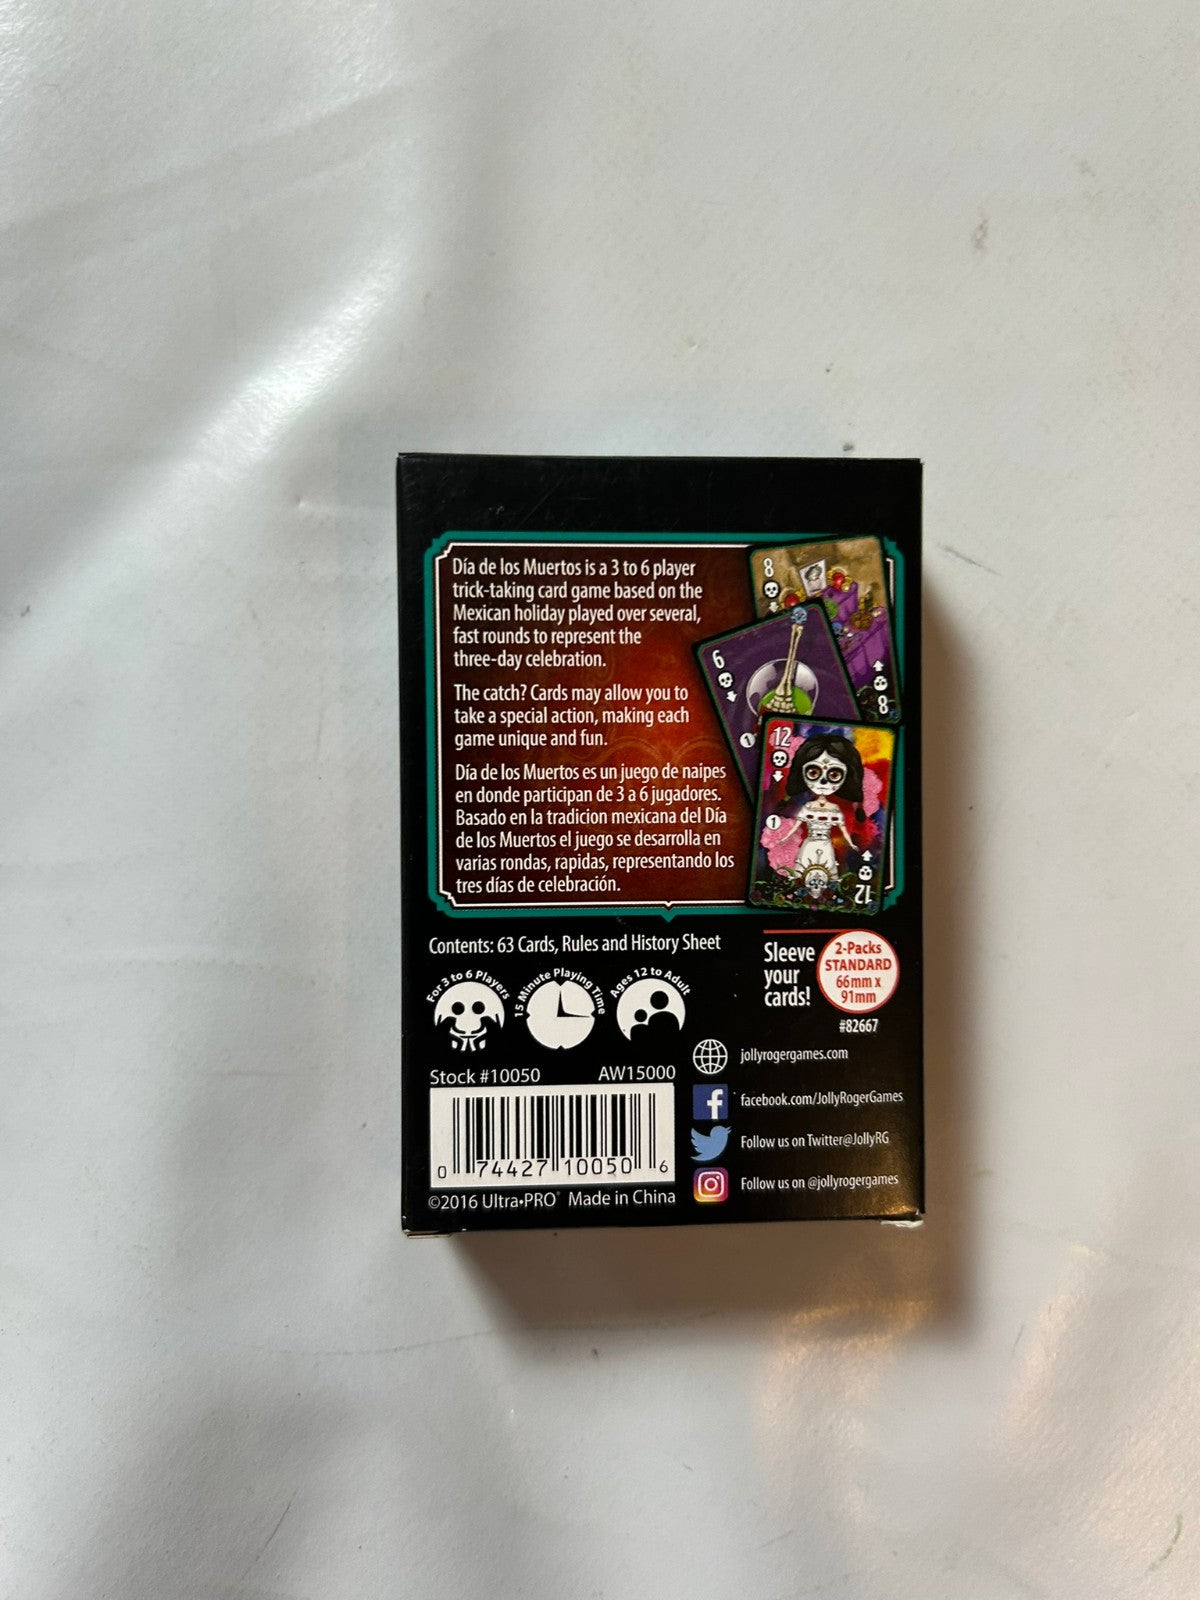 Día de los Muertos is a 3 to 6 player
trick-taking card game based on the
Mexican holiday played over several,
fast rounds to represent the
three-day celebration.
The catch? Cards may allow you to
take a special action, making each
game unique and fun.
Día de los Muertos es un juego de naipes
en donde participan de 3 a 6 jugadores.
Basado en la tradicion mexicana del Día
de los Muertos el juego se desarrolla en
varias rondas, rapidas, representando los
tres días de celebración.
8
8
6
1
12
1
12
Contents: 63 Cards, Rules and History Sheet
For 3 to 6 Players
15 Minute Playing Time
Ages 12 to Adult
Sleeve
your
cards!
2-Packs
STANDARD
66mm x
91mm
#82667
Stock #10050 AW15000
0 74427 10050 6
©2016 Ultra•PRO® Made in China
jollyrogergames.com
facebook.com/JollyRogerGames
Follow us on Twitter@JollyRG
Follow us on @jollyrogergames